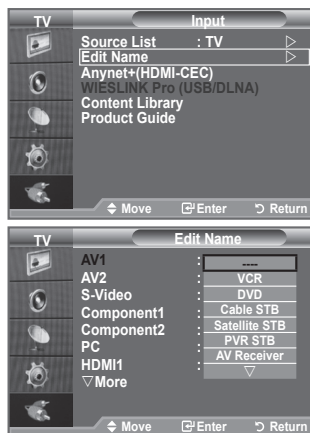 TV Input
Source List : TV ▷
Edit Name ▷
Anynet+(HDMI-CEC)
WIESLINK Pro (USB/DLNA)
Content Library
Product Guide
Move Enter Return
TV Edit Name
AV1 : ----
AV2 : VCR
S-Video : DVD
Component1 : Cable STB
Component2 : Satellite STB
PC : PVR STB
HDMI1 : AV Receiver
▽More ▽
Move Enter Return